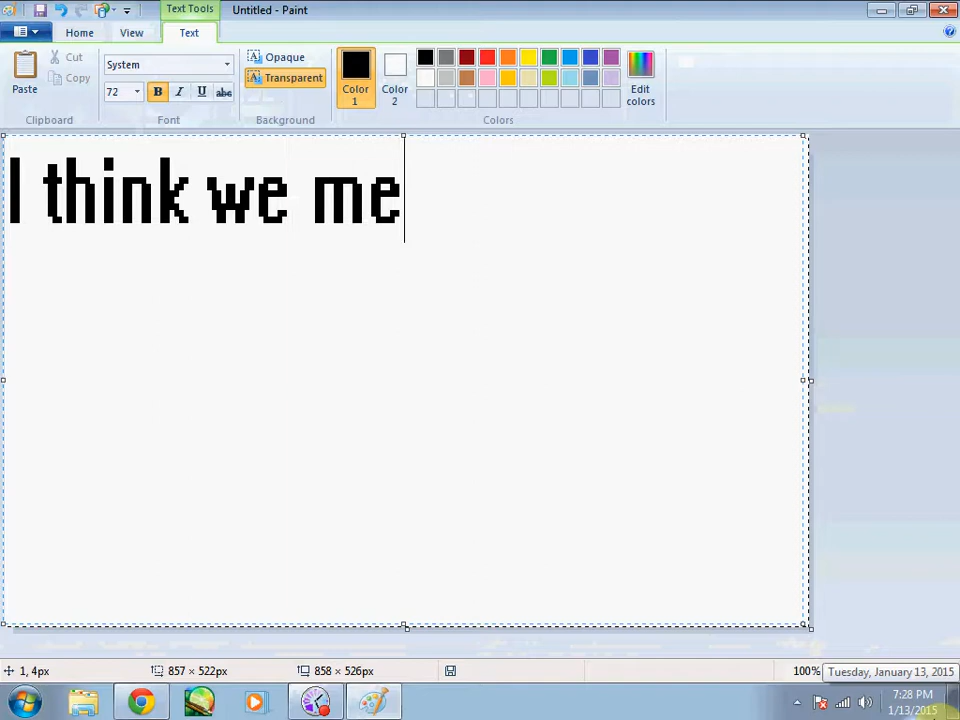 Text Tools
Untitled - Paint
Home
View
Text
Paste
Cut
Copy
Clipboard
System
72
B I U abc
Font
Opaque
Transparent
Background
Color 1
Color 2
Edit colors
Colors
I think we me
1, 4px
857 × 522px
858 × 526px
100%
Tuesday, January 13, 2015
7:28 PM
1/13/2015